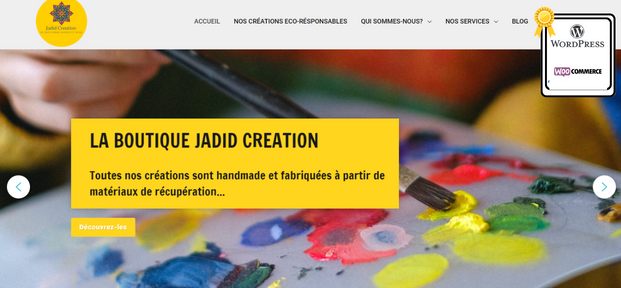 Jadid Creation
ACCUEIL NOS CRÉATIONS ECO-RÉSPONSABLES QUI SOMMES-NOUS? NOS SERVICES BLOG
WORDPRESS
WOO COMMERCE
LA BOUTIQUE JADID CREATION
Toutes nos créations sont handmade et fabriquées à partir de
matériaux de récupération...
Découvrez-les